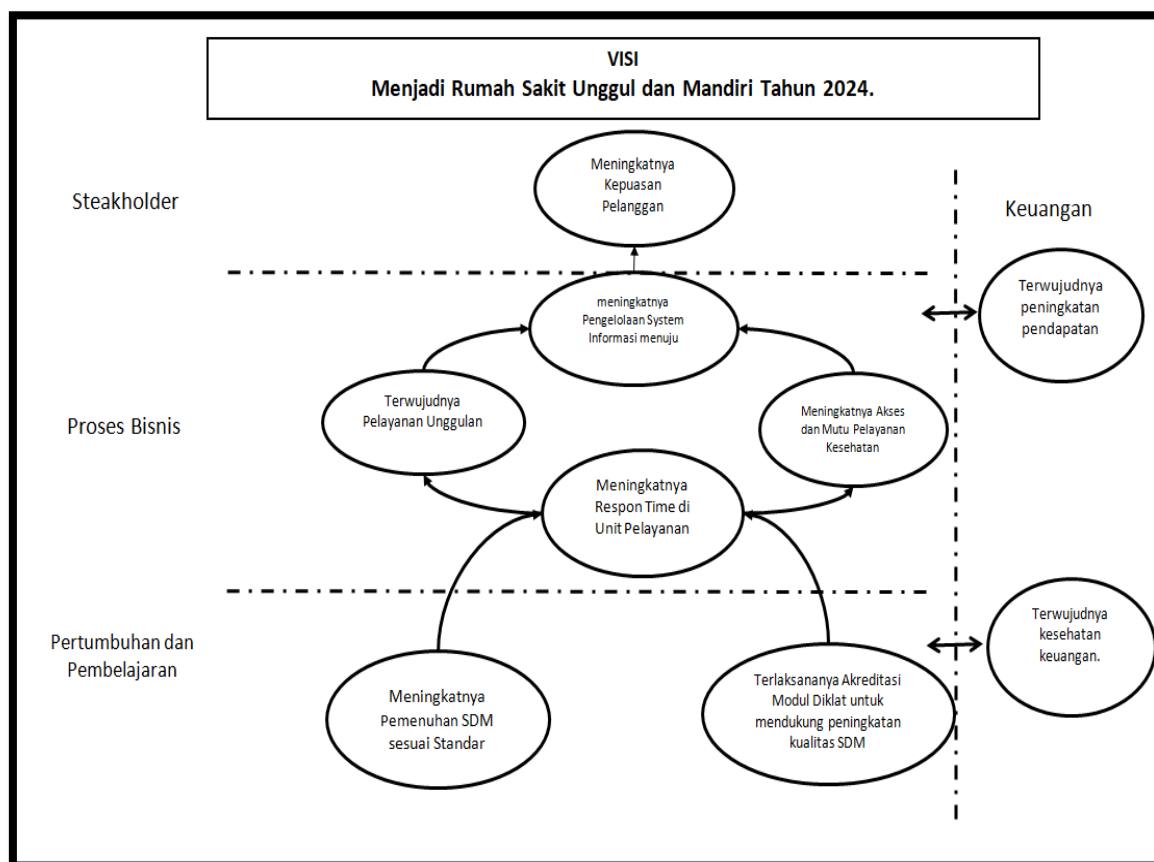 VISI
Menjadi Rumah Sakit Unggul dan Mandiri Tahun 2024.
Steakholder
Meningkatnya
Kepuasan
Pelanggan
Keuangan
meningkatnya
Pengelolaan System
Informasi menuju
Terwujudnya
peningkatan
pendapatan
Proses Bisnis
Terwujudnya
Pelayanan Unggulan
Meningkatnya Akses
dan Mutu Pelayanan
Kesehatan
Meningkatnya
Respon Time di
Unit Pelayanan
Pertumbuhan dan
Pembelajaran
Meningkatnya
Pemenuhan SDM
sesuai Standar
Terlaksananya Akreditasi
Modul Diklat untuk
mendukung peningkatan
kualitas SDM
Terwujudnya
kesehatan
keuangan.